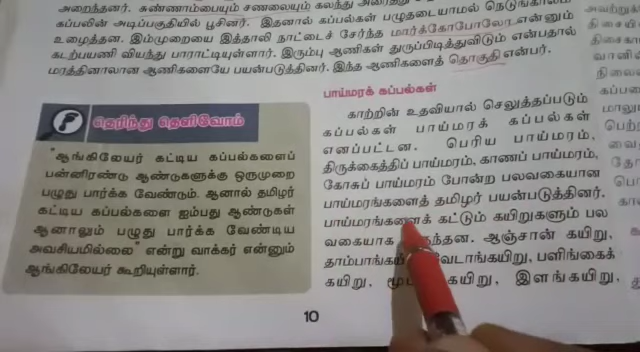 அறைந்தனர். சுண்ணாம்பையும் சணலையும் கலந்து அரைத்து
கப்பலின் அடிப்பகுதியில் பூசினர். இதனால் கப்பல்கள் பழுதடையாமல் நெடுங்காலம்
உழைத்தன. இம்முறையை இத்தாலி நாட்டைச் சேர்ந்த மார்க்கோபோலோ என்னும்
கடற்பயணி வியந்து பாராட்டியுள்ளார். இரும்பு ஆணிகள் துருப்பிடித்துவிடும் என்பதால்
மரத்தினாலான ஆணிகளையே பயன்படுத்தினர். இந்த ஆணிகளைத் தொகுதி என்பர்.
தெரிந்து தெளிவோம்
"ஆங்கிலேயர் கட்டிய கப்பல்களைப்
பன்னிரண்டு ஆண்டுகளுக்கு ஒருமுறை
பழுது பார்க்க வேண்டும். ஆனால் தமிழர்
கட்டிய கப்பல்களை ஐம்பது ஆண்டுகள்
ஆனாலும் பழுது பார்க்க வேண்டிய
அவசியமில்லை" என்று வாக்கர் என்னும்
ஆங்கிலேயர் கூறியுள்ளார்.
பாய்மரக் கப்பல்கள்
காற்றின் உதவியால் செலுத்தப்படும்
கப்பல்கள் பாய்மரக் கப்பல்கள்
எனப்பட்டன. பெரிய பாய்மரம்,
திருக்கைத்திப் பாய்மரம், காணப் பாய்மரம்,
கோசுப் பாய்மரம் போன்ற பலவகையான
பாய்மரங்களைத் தமிழர் பயன்படுத்தினர்.
பாய்மரங்களைக் கட்டும் கயிறுகளும் பல
வகையாக ஆஞ்சான் கயிறு,
பளிங்கைக்
கயிறு, கயிறு, இளங்கயிறு,
10